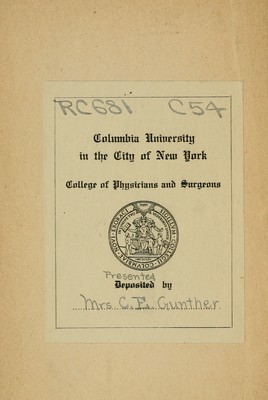 RC681 C54
Columbia University
in the City of New York
College of Physicians and Surgeons
Presented
Deposited by
Mrs. C. E. Gunther.